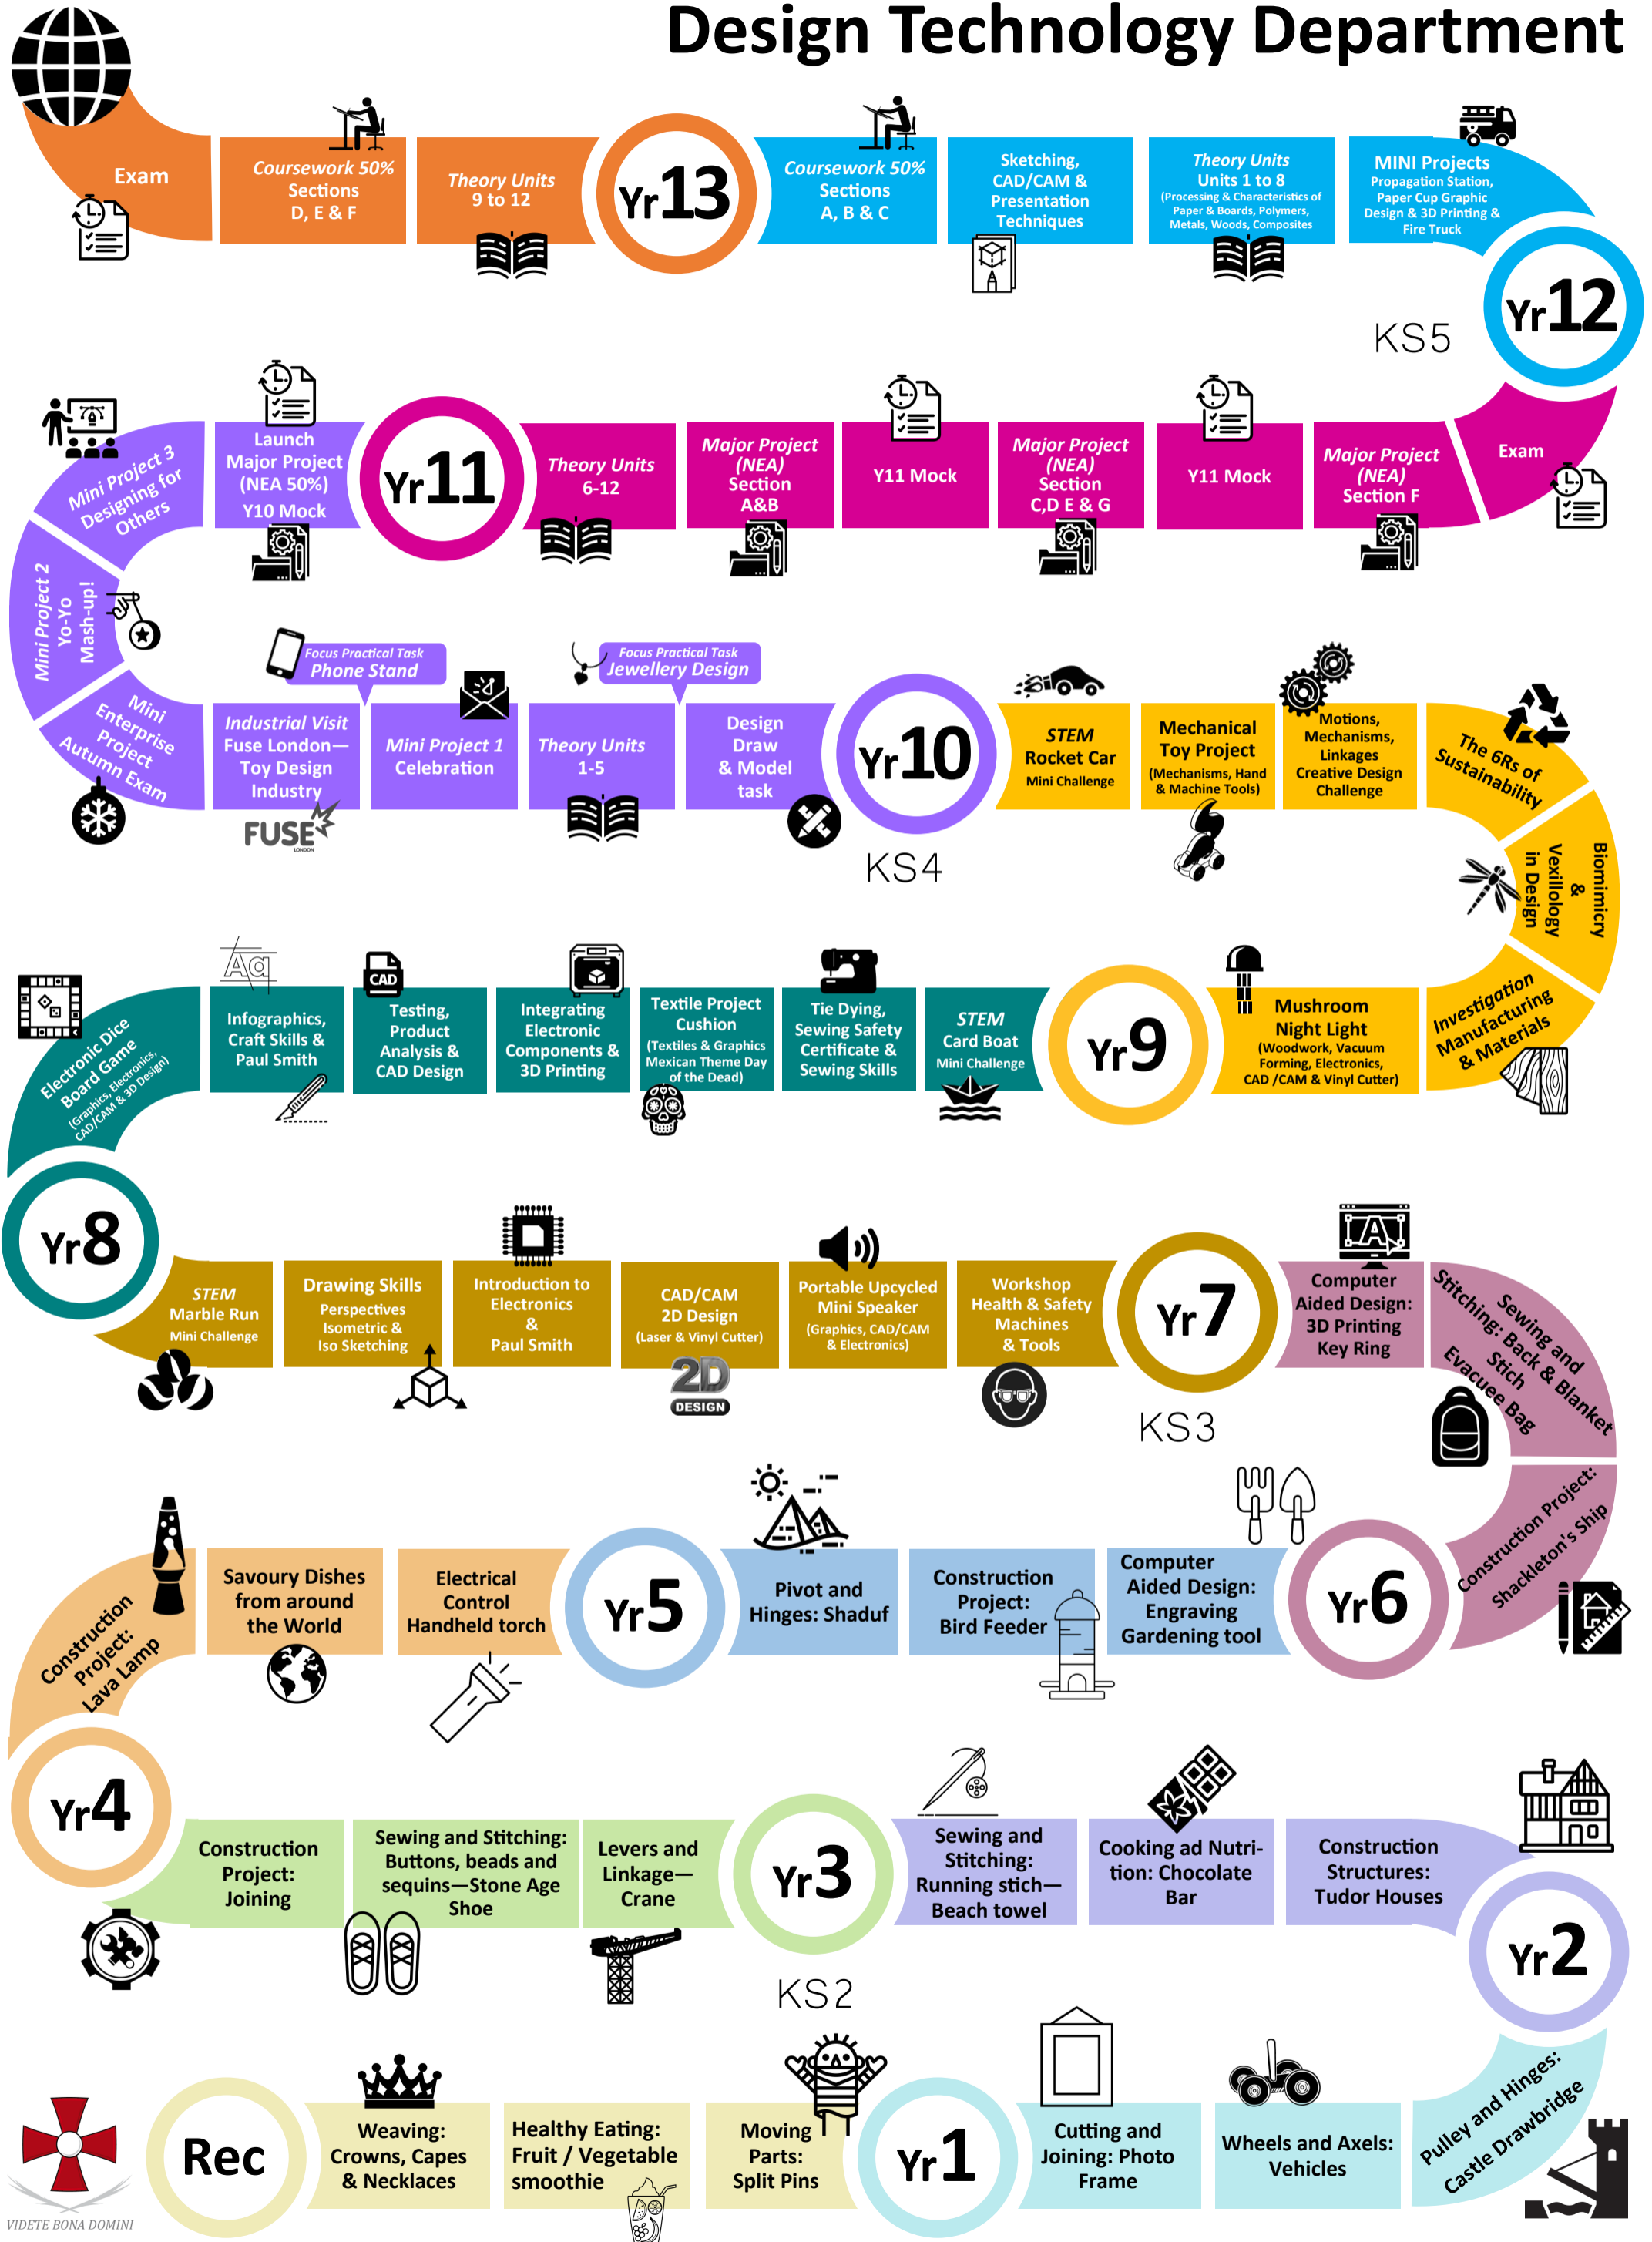 Design Technology Department
Exam
Coursework 50%
Sections
D, E & F
Theory Units
9 to 12
Yr13
Coursework 50%
Sections
A, B & C
Sketching,
CAD/CAM &
Presentation
Techniques
Theory Units
Units 1 to 8
(Processing & Characteristics of
Paper & Boards, Polymers,
Metals, Woods, Composites
MINI Projects
Propagation Station,
Paper Cup Graphic
Design & 3D Printing &
Fire Truck
Yr12
KS5
Mini Project 3
Designing for
Others
Launch
Major Project
(NEA 50%)
Y10 Mock
Yr11
Theory Units
6-12
Major Project
(NEA)
Section
A&B
Y11 Mock
Major Project
(NEA)
Section
C,D E & G
Y11 Mock
Major Project
(NEA)
Section F
Exam
Mini Project 2
Yo-Yo
Mash-up!
Mini
Enterprise
Project
Autumn Exam
Focus Practical Task
Phone Stand
Focus Practical Task
Jewellery Design
Industrial Visit
Fuse London—
Toy Design
Industry
FUSE
LONDON
Mini Project 1
Celebration
Theory Units
1-5
Design
Draw
& Model
task
Yr10
KS4
STEM
Rocket Car
Mini Challenge
Mechanical
Toy Project
(Mechanisms, Hand
& Machine Tools)
Motions,
Mechanisms,
Linkages
Creative Design
Challenge
The 6Rs of
Sustainability
Biomimicry
&
Vexillology
in Design
Investigation
Manufacturing
& Materials
Electronic Dice
Board Game
(Graphics, Electronics,
CAD/CAM & 3D Design)
Aa
Infographics,
Craft Skills &
Paul Smith
CAD
Testing,
Product
Analysis &
CAD Design
Integrating
Electronic
Components &
3D Printing
Textile Project
Cushion
(Textiles & Graphics
Mexican Theme Day
of the Dead)
Tie Dying,
Sewing Safety
Certificate &
Sewing Skills
STEM
Card Boat
Mini Challenge
Yr9
Mushroom
Night Light
(Woodwork, Vacuum
Forming, Electronics,
CAD /CAM & Vinyl Cutter)
Yr8
STEM
Marble Run
Mini Challenge
Drawing Skills
Perspectives
Isometric &
Iso Sketching
Introduction to
Electronics
&
Paul Smith
CAD/CAM
2D Design
(Laser & Vinyl Cutter)
2D
DESIGN
Portable Upcycled
Mini Speaker
(Graphics, CAD/CAM
& Electronics)
Workshop
Health & Safety
Machines
& Tools
Yr7
KS3
A
Computer
Aided Design:
3D Printing
Key Ring
Sewing and
Stitching: Back & Blanket
Stich
Evacuee Bag
Construction Project:
Shackleton's Ship
Construction
Project:
Lava Lamp
Savoury Dishes
from around
the World
Electrical
Control
Handheld torch
Yr5
Pivot and
Hinges: Shaduf
Construction
Project:
Bird Feeder
Computer
Aided Design:
Engraving
Gardening tool
Yr6
Yr4
Construction
Project:
Joining
Sewing and Stitching:
Buttons, beads and
sequins—Stone Age
Shoe
Levers and
Linkage—
Crane
Yr3
KS2
Sewing and
Stitching:
Running stich—
Beach towel
Cooking ad Nutri-
tion: Chocolate
Bar
Construction
Structures:
Tudor Houses
Yr2
Rec
Weaving:
Crowns, Capes
& Necklaces
Healthy Eating:
Fruit / Vegetable
smoothie
Moving
Parts:
Split Pins
Yr1
Cutting and
Joining: Photo
Frame
Wheels and Axels:
Vehicles
Pulley and Hinges:
Castle Drawbridge
VIDETE BONA DOMINI